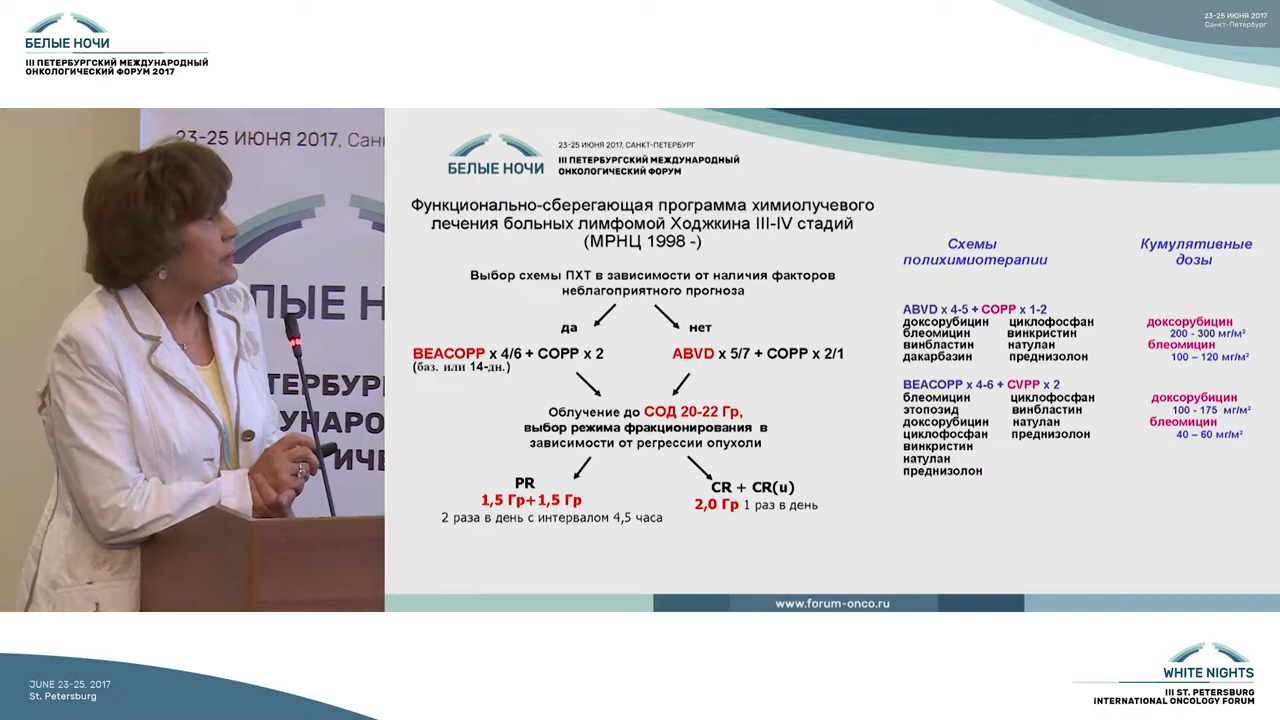 БЕЛЫЕ НОЧИ
III ПЕТЕРБУРГСКИЙ МЕЖДУНАРОДНЫЙ
ОНКОЛОГИЧЕСКИЙ ФОРУМ 2017
23-25 ИЮНЯ 2017
Санкт-Петербург
23-25 ИЮНЯ 2017, Санк
ЛЫЕ Н
ТЕРБУР
ДУНАРО
ИЧЕ
БЕЛЫЕ НОЧИ
23-25 ИЮНЯ 2017, САНКТ-ПЕТЕРБУРГ
III ПЕТЕРБУРГСКИЙ МЕЖДУНАРОДНЫЙ
ОНКОЛОГИЧЕСКИЙ ФОРУМ
Функционально-сберегающая программа химиолучевого
лечения больных лимфомой Ходжкина III-IV стадий
(МРНЦ 1998 -)
Выбор схемы ПХТ в зависимости от наличия факторов
неблагоприятного прогноза
да нет
BEACOPP x 4/6 + COPP x 2 ABVD x 5/7 + COPP x 2/1
(баз. или 14-дн.)
Облучение до СОД 20-22 Гр,
выбор режима фракционирования в
зависимости от регрессии опухоли
PR CR + CR(u)
1,5 Гр+1,5 Гр 2,0 Гр 1 раз в день
2 раза в день с интервалом 4,5 часа
Схемы Кумулятивные
полихимиотерапии дозы
ABVD x 4-5 + COPP x 1-2
доксорубицин циклофосфан доксорубицин
блеомицин винкристин 200 - 300 мг/м²
винбластин натулан блеомицин
дакарбазин преднизолон 100 – 120 мг/м²
BEACOPP x 4-6 + CVPP x 2
блеомицин циклофосфан доксорубицин
этопозид винбластин 100 - 175 мг/м²
доксорубицин натулан блеомицин
циклофосфан преднизолон 40 – 60 мг/м²
винкристин
натулан
преднизолон
www.forum-onco.ru
JUNE 23-25, 2017
St. Petersburg
WHITE NIGHTS
III ST. PETERSBURG
INTERNATIONAL ONCOLOGY FORUM